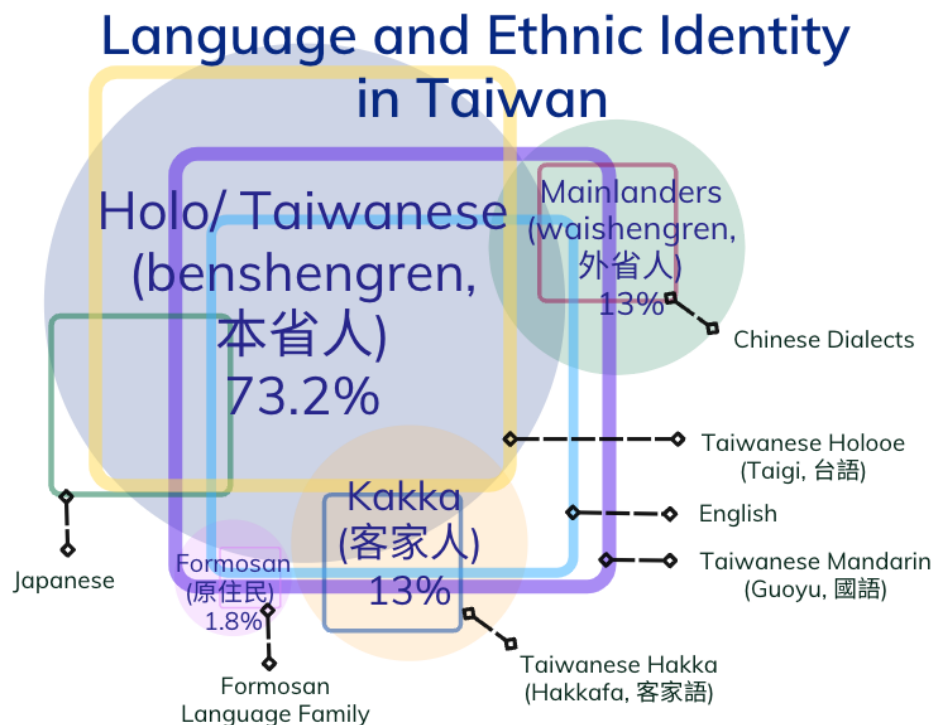 Language and Ethnic Identity
in Taiwan
Holo/ Taiwanese
(benshengren,
本省人)
73.2%
Mainlanders
(waishengren,
外省人)
13%
Chinese Dialects
Taiwanese Holooe
(Taigi, 台語)
English
Taiwanese Mandarin
(Guoyu, 國語)
Kakka
(客家人)
13%
Formosan
(原住民)
1.8%
Japanese
Taiwanese Hakka
(Hakkafa, 客家語)
Formosan
Language Family